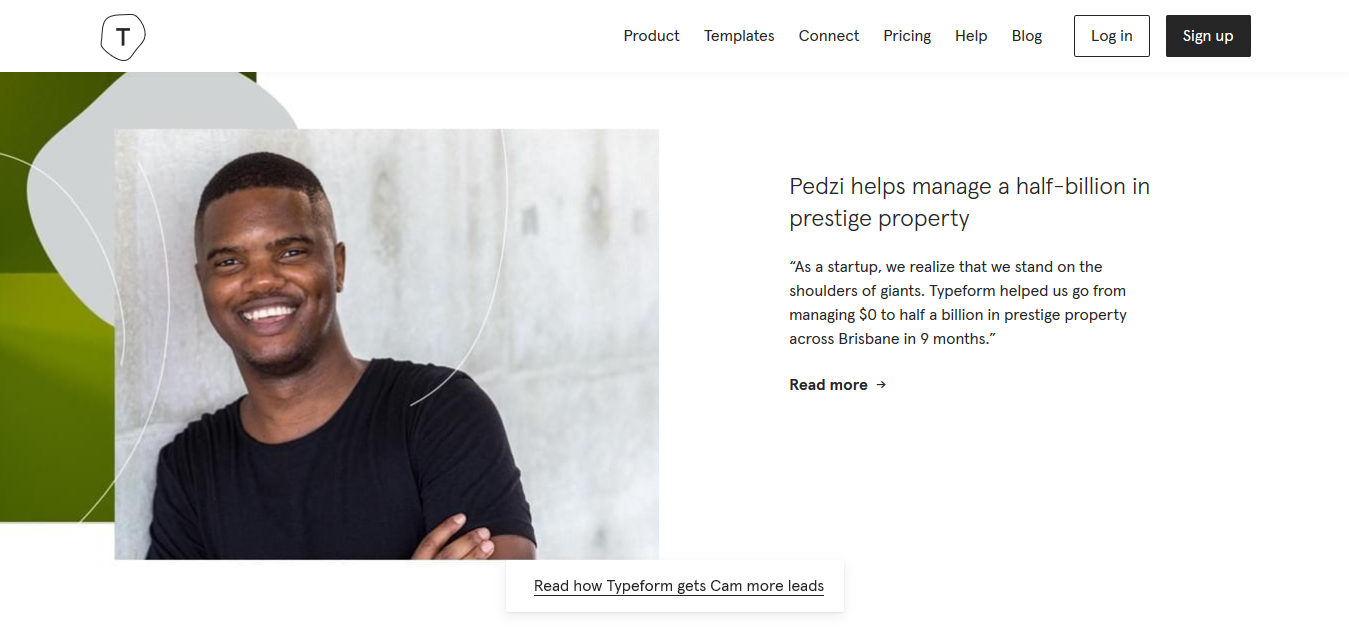 T
Product Templates Connect Pricing Help Blog Log in Sign up
Pedzi helps manage a half-billion in
prestige property
“As a startup, we realize that we stand on the
shoulders of giants. Typeform helped us go from
managing $0 to half a billion in prestige property
across Brisbane in 9 months.”
Read more →
Read how Typeform gets Cam more leads